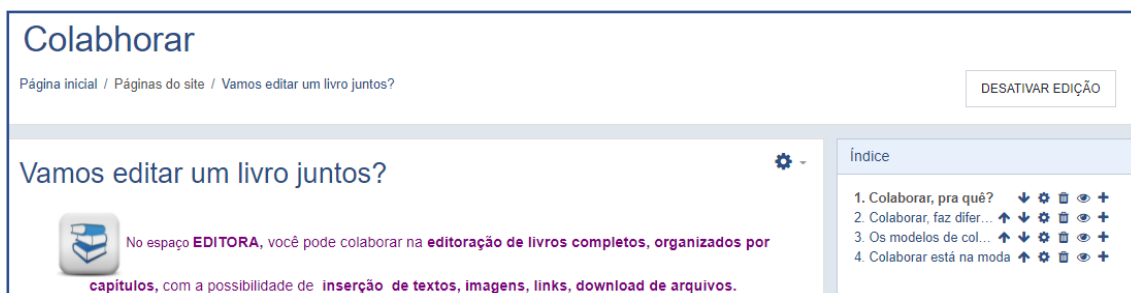 Colabhorar
Página inicial / Páginas do site / Vamos editar um livro juntos?
DESATIVAR EDIÇÃO
Vamos editar um livro juntos?
No espaço EDITORA, você pode colaborar na editoração de livros completos, organizados por
capítulos, com a possibilidade de inserção de textos, imagens, links, download de arquivos.
Índice
1. Colaborar, pra quê?
2. Colaborar, faz difer...
3. Os modelos de col...
4. Colaborar está na moda